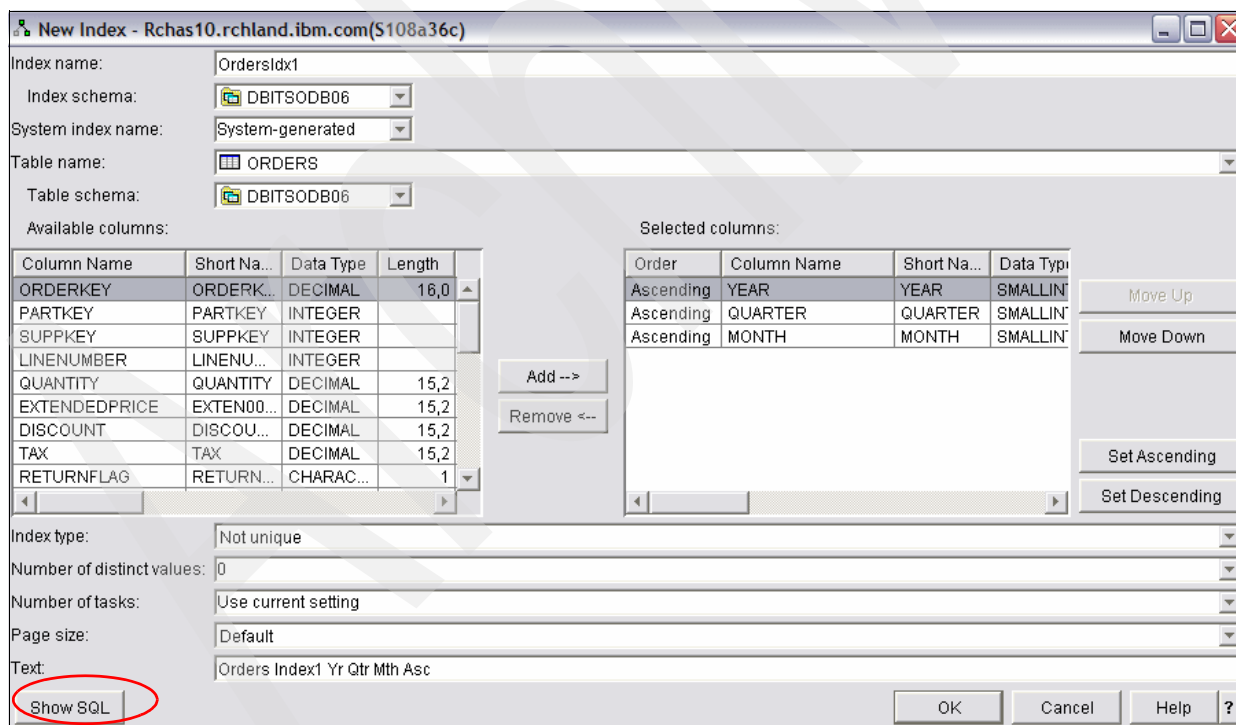 New Index - Rchas10.rchland.ibm.com(S108a36c)
Index name: OrdersIdx1
Index schema: DBITSODB06
System index name: System-generated
Table name: ORDERS
Table schema: DBITSODB06
Available columns: Selected columns:
Column Name Short Na... Data Type Length Order Column Name Short Na... Data Typ
ORDERKEY ORDERK... DECIMAL 16,0 Ascending YEAR YEAR SMALLINT Move Up
PARTKEY PARTKEY INTEGER Ascending QUARTER QUARTER SMALLINT
SUPPKEY SUPPKEY INTEGER Ascending MONTH MONTH SMALLINT Move Down
LINENUMBER LINENU... INTEGER
QUANTITY QUANTITY DECIMAL 15,2 Add -->
EXTENDEDPRICE EXTEN00... DECIMAL 15,2 Remove <--
DISCOUNT DISCOU... DECIMAL 15,2
TAX TAX DECIMAL 15,2 Set Ascending
RETURNFLAG RETURN... CHARAC... 1
Set Descending
Index type: Not unique
Number of distinct values: 0
Number of tasks: Use current setting
Page size: Default
Text: Orders Index1 Yr Qtr Mth Asc
Show SQL OK Cancel Help ?